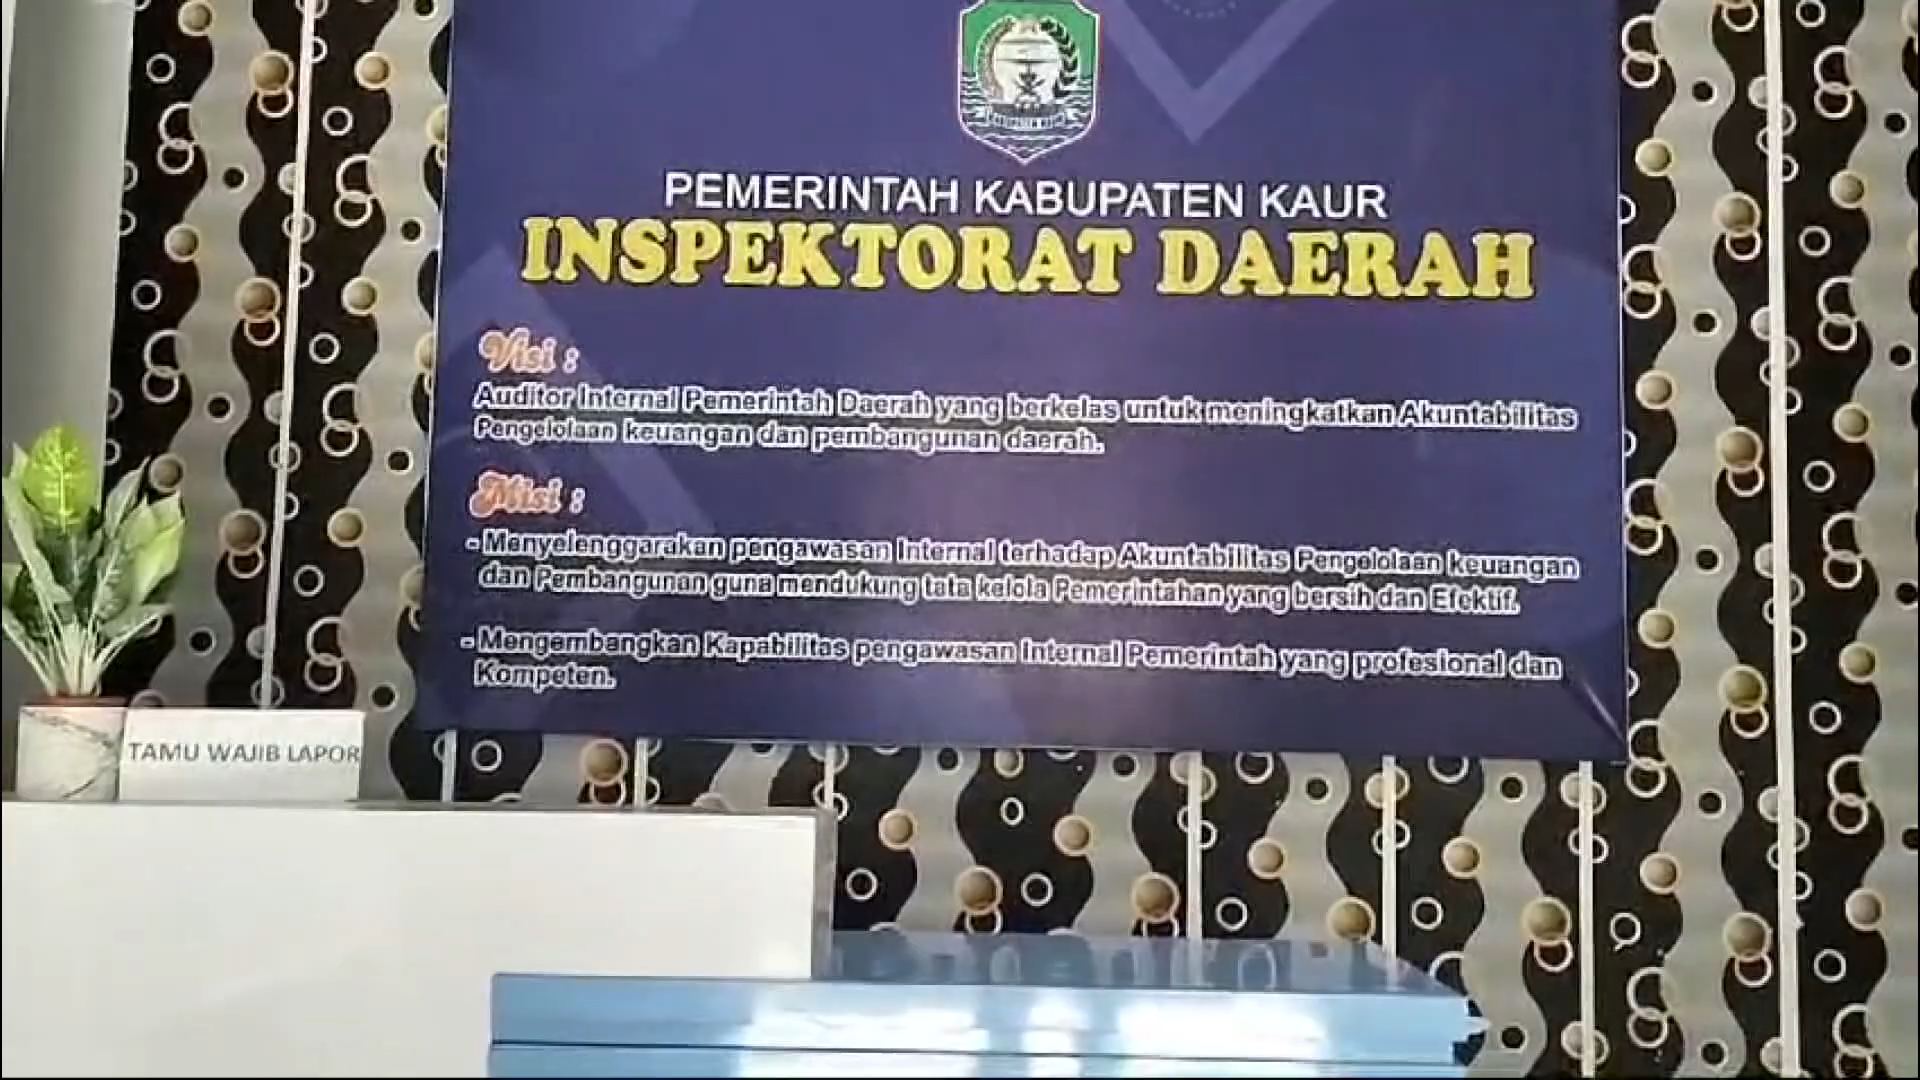 PEMERINTAH KABUPATEN KAUR
INSPEKTORAT DAERAH
Visi :
Auditor Internal Pemerintah Daerah yang berkelas untuk meningkatkan Akuntabilitas
Pengelolaan keuangan dan pembangunan daerah.
Misi :
- Menyelenggarakan pengawasan Internal terhadap Akuntabilitas Pengelolaan keuangan
dan Pembangunan guna mendukung tata kelola Pemerintahan yang bersih dan Efektif.
- Mengembangkan Kapabilitas pengawasan Internal Pemerintah yang profesional dan
Kompeten.
TAMU WAJIB LAPOR